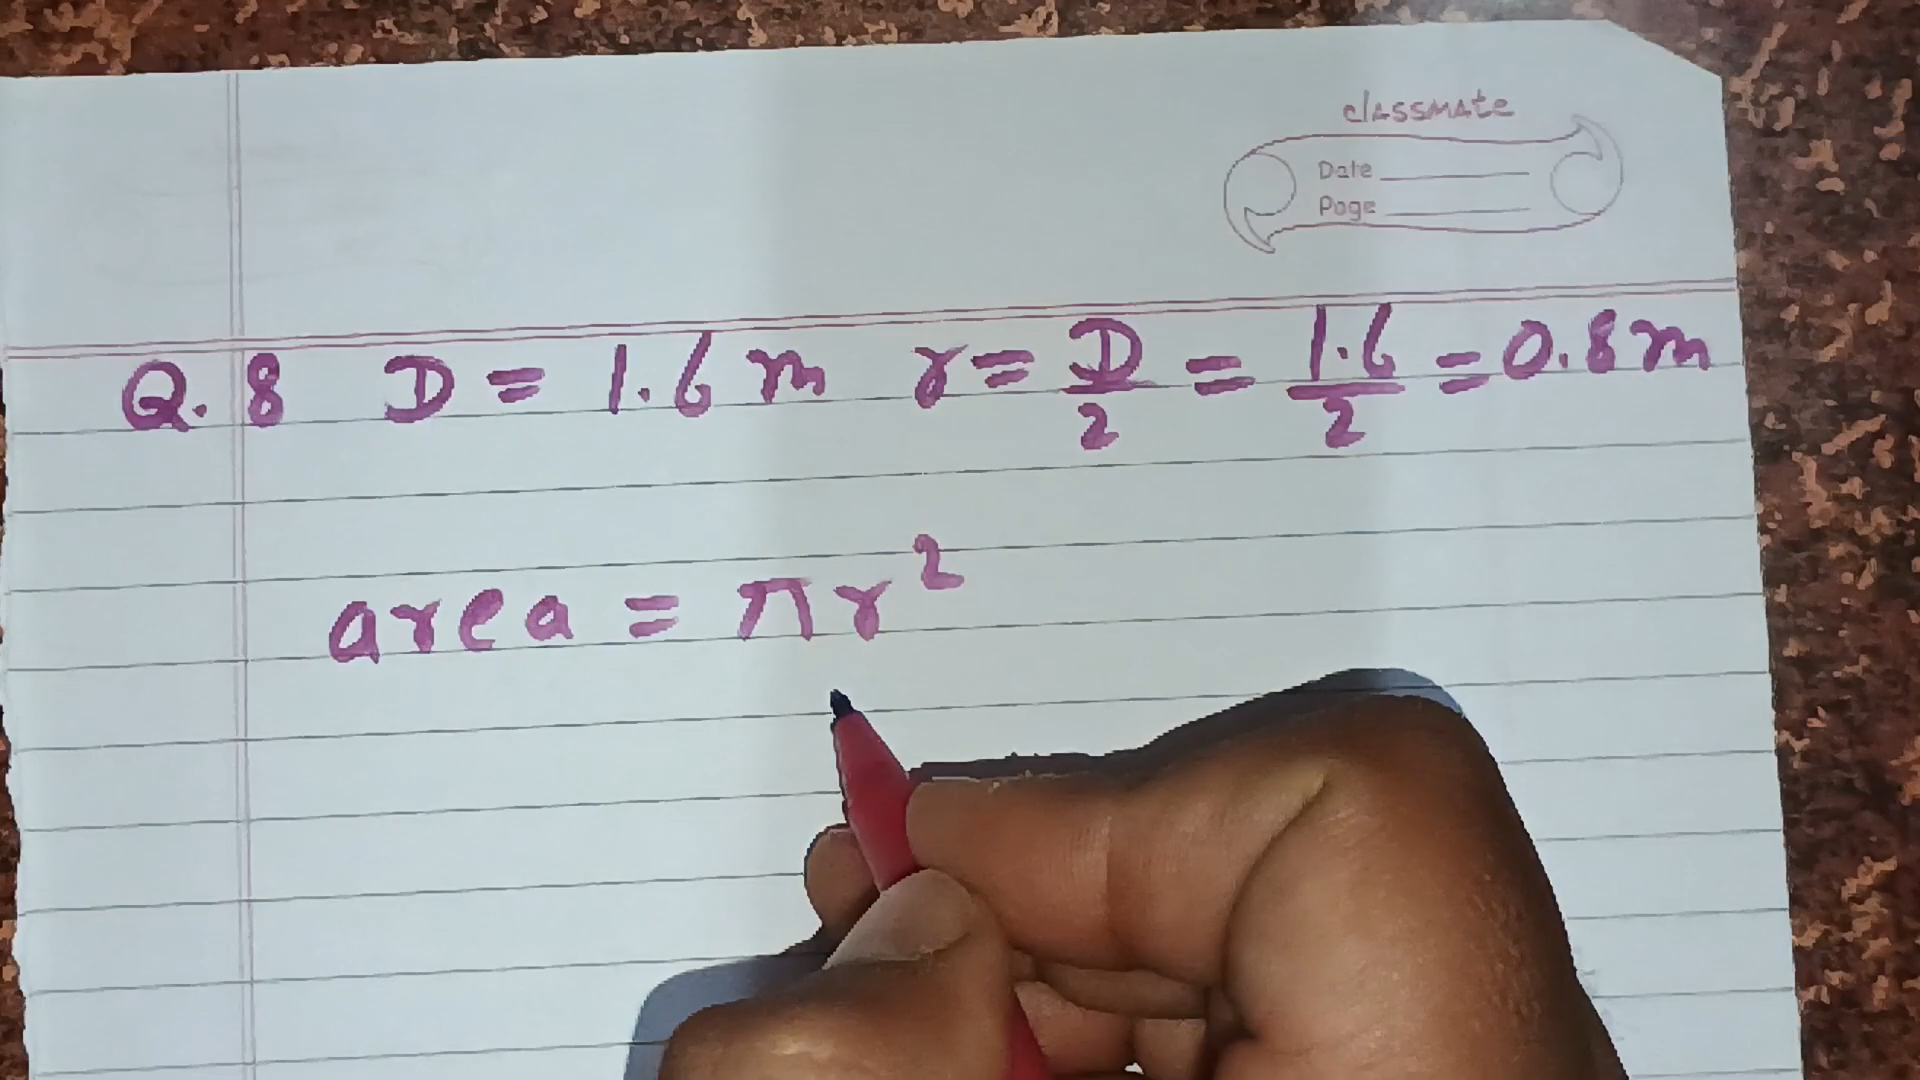 classmate
Date
Page
Q. 8 D = 1.6 m r = D/2 = 1.6/2 = 0.8 m
area = πr²